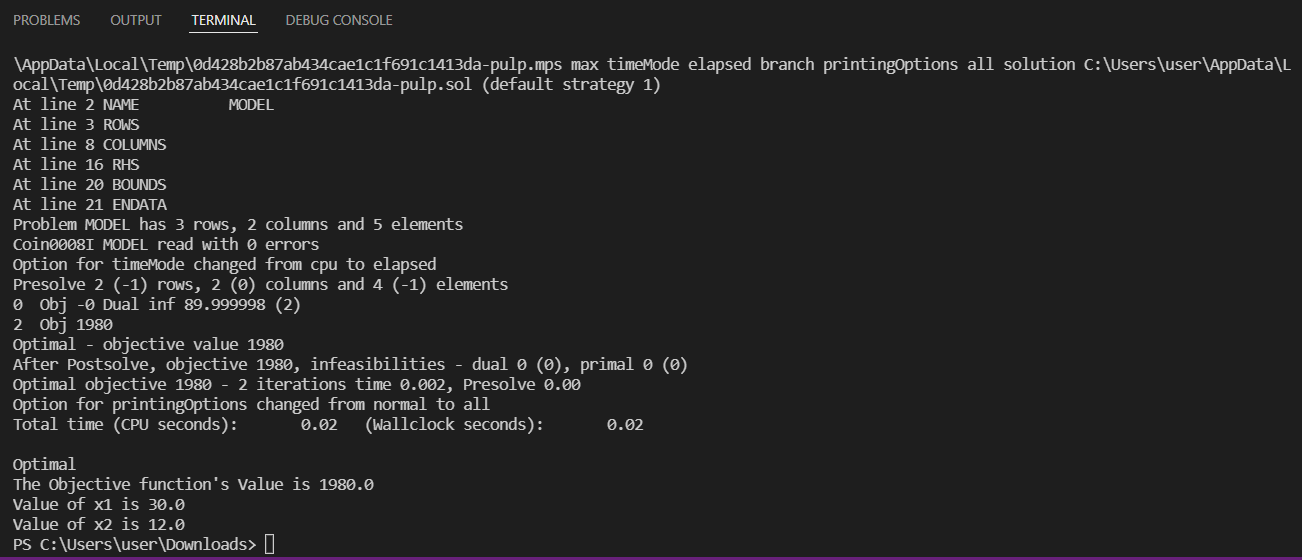 PROBLEMS OUTPUT TERMINAL DEBUG CONSOLE
\AppData\Local\Temp\0d428b2b87ab434cae1c1f691c1413da-pulp.mps max timeMode elapsed branch printingOptions all solution C:\Users\user\AppData\L
ocal\Temp\0d428b2b87ab434cae1c1f691c1413da-pulp.sol (default strategy 1)
At line 2 NAME          MODEL
At line 3 ROWS
At line 8 COLUMNS
At line 16 RHS
At line 20 BOUNDS
At line 21 ENDATA
Problem MODEL has 3 rows, 2 columns and 5 elements
Coin0008I MODEL read with 0 errors
Option for timeMode changed from cpu to elapsed
Presolve 2 (-1) rows, 2 (0) columns and 4 (-1) elements
0  Obj -0 Dual inf 89.999998 (2)
2  Obj 1980
Optimal - objective value 1980
After Postsolve, objective 1980, infeasibilities - dual 0 (0), primal 0 (0)
Optimal objective 1980 - 2 iterations time 0.002, Presolve 0.00
Option for printingOptions changed from normal to all
Total time (CPU seconds):       0.02   (Wallclock seconds):       0.02
Optimal
The Objective function's Value is 1980.0
Value of x1 is 30.0
Value of x2 is 12.0
PS C:\Users\user\Downloads>